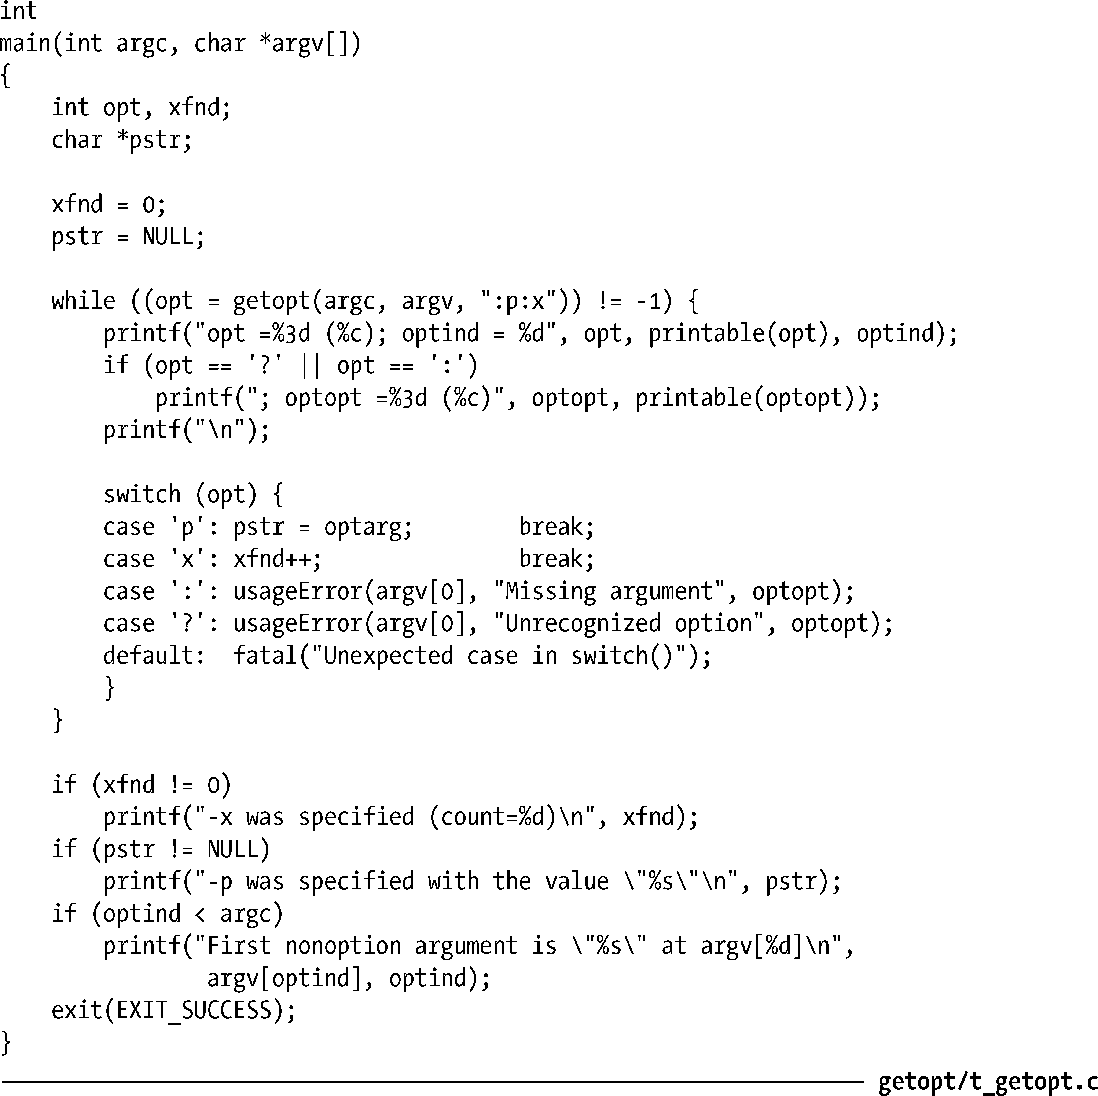 int
main(int argc, char *argv[])
{
    int opt, xfnd;
    char *pstr;

    xfnd = 0;
    pstr = NULL;

    while ((opt = getopt(argc, argv, ":p:x")) != -1) {
        printf("opt =%3d (%c); optind = %d", opt, printable(opt), optind);
        if (opt == '?' || opt == ':')
            printf("; optopt =%3d (%c)", optopt, printable(optopt));
        printf("\n");

        switch (opt) {
        case 'p': pstr = optarg;        break;
        case 'x': xfnd++;               break;
        case ':': usageError(argv[0], "Missing argument", optopt);
        case '?': usageError(argv[0], "Unrecognized option", optopt);
        default:  fatal("Unexpected case in switch()");
        }
    }

    if (xfnd != 0)
        printf("-x was specified (count=%d)\n", xfnd);
    if (pstr != NULL)
        printf("-p was specified with the value \"%s\"\n", pstr);
    if (optind < argc)
        printf("First nonoption argument is \"%s\" at argv[%d]\n",
                argv[optind], optind);
    exit(EXIT_SUCCESS);
}
getopt/t_getopt.c